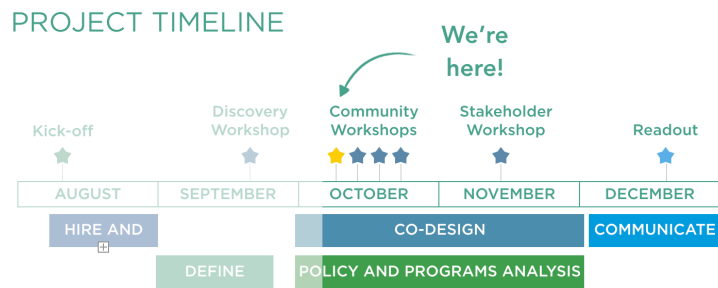 PROJECT TIMELINE
We're
here!
Kick-off
Discovery
Workshop
Community
Workshops
Stakeholder
Workshop
Readout
AUGUST
SEPTEMBER
OCTOBER
NOVEMBER
DECEMBER
HIRE AND
CO-DESIGN
COMMUNICATE
DEFINE
POLICY AND PROGRAMS ANALYSIS